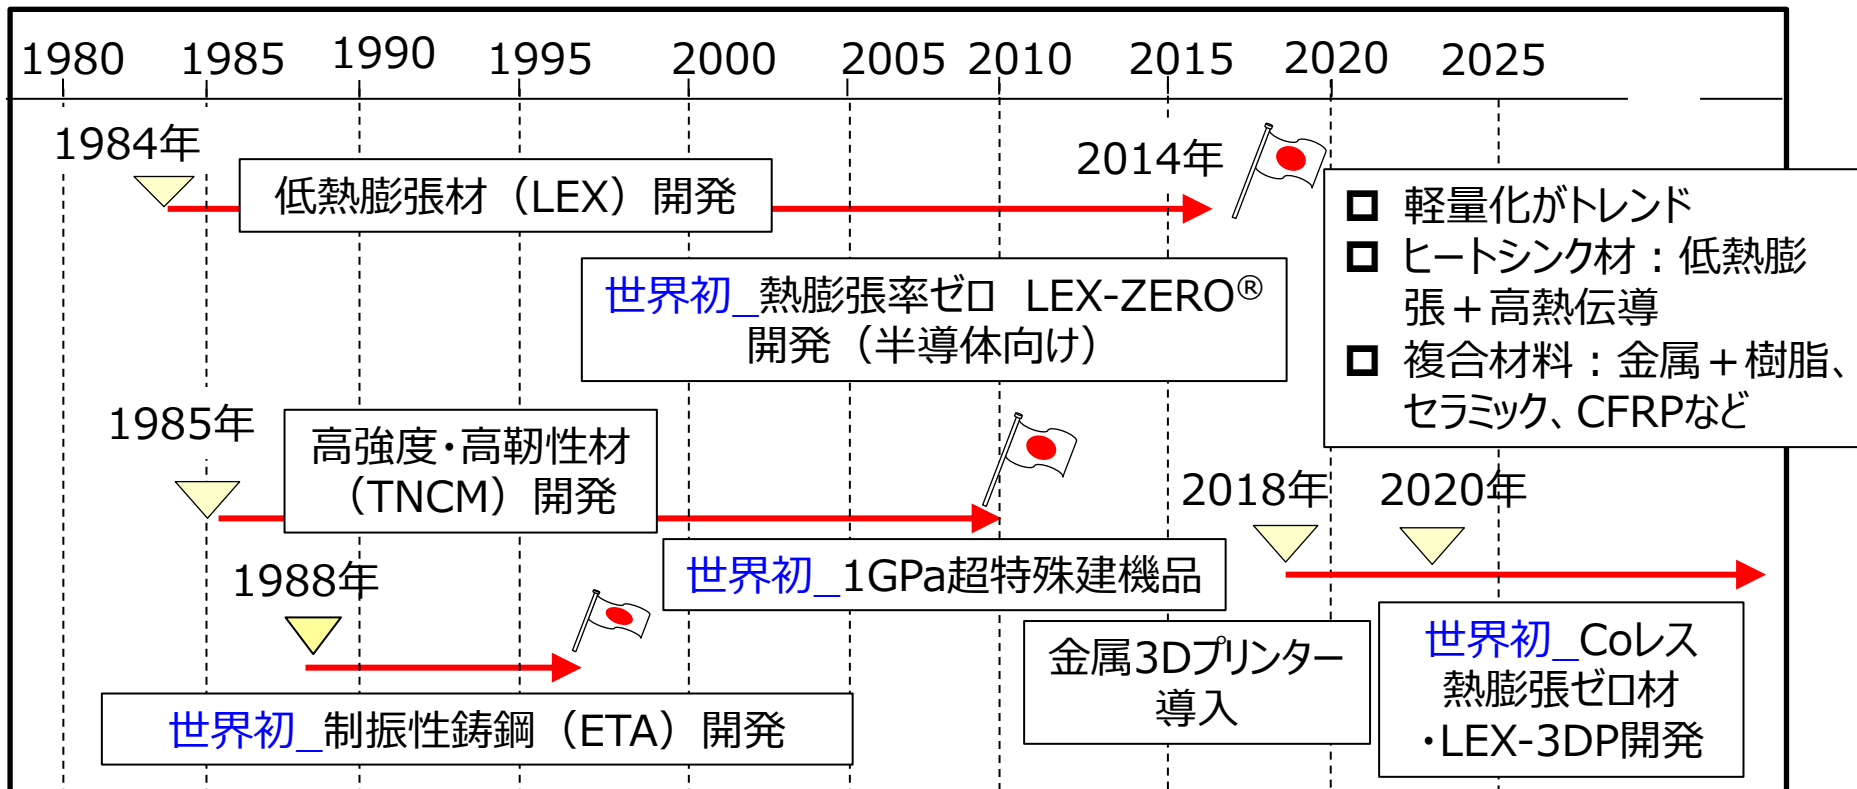 1980 1985 1990 1995 2000 2005 2010 2015 2020 2025
1984年
低熱膨張材（LEX）開発
2014年
世界初_熱膨張率ゼロ LEX-ZERO®
開発（半導体向け）
軽量化がトレンド
ヒートシンク材：低熱膨
張＋高熱伝導
複合材料：金属＋樹脂、
セラミック、CFRPなど
1985年
高強度・高靭性材
（TNCM）開発
世界初_1GPa超特殊建機品
1988年
世界初_制振性鋳鋼（ETA）開発
2018年
金属3Dプリンター
導入
2020年
世界初_Coレス
熱膨張ゼロ材
・LEX-3DP開発